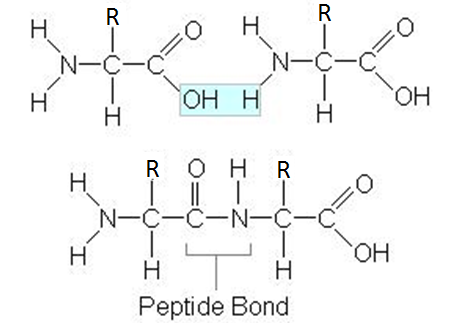 R R
H O H O
N C C N C C
H H OH H H OH
R O H R
H O
N C C N C C
H H H OH
Peptide Bond